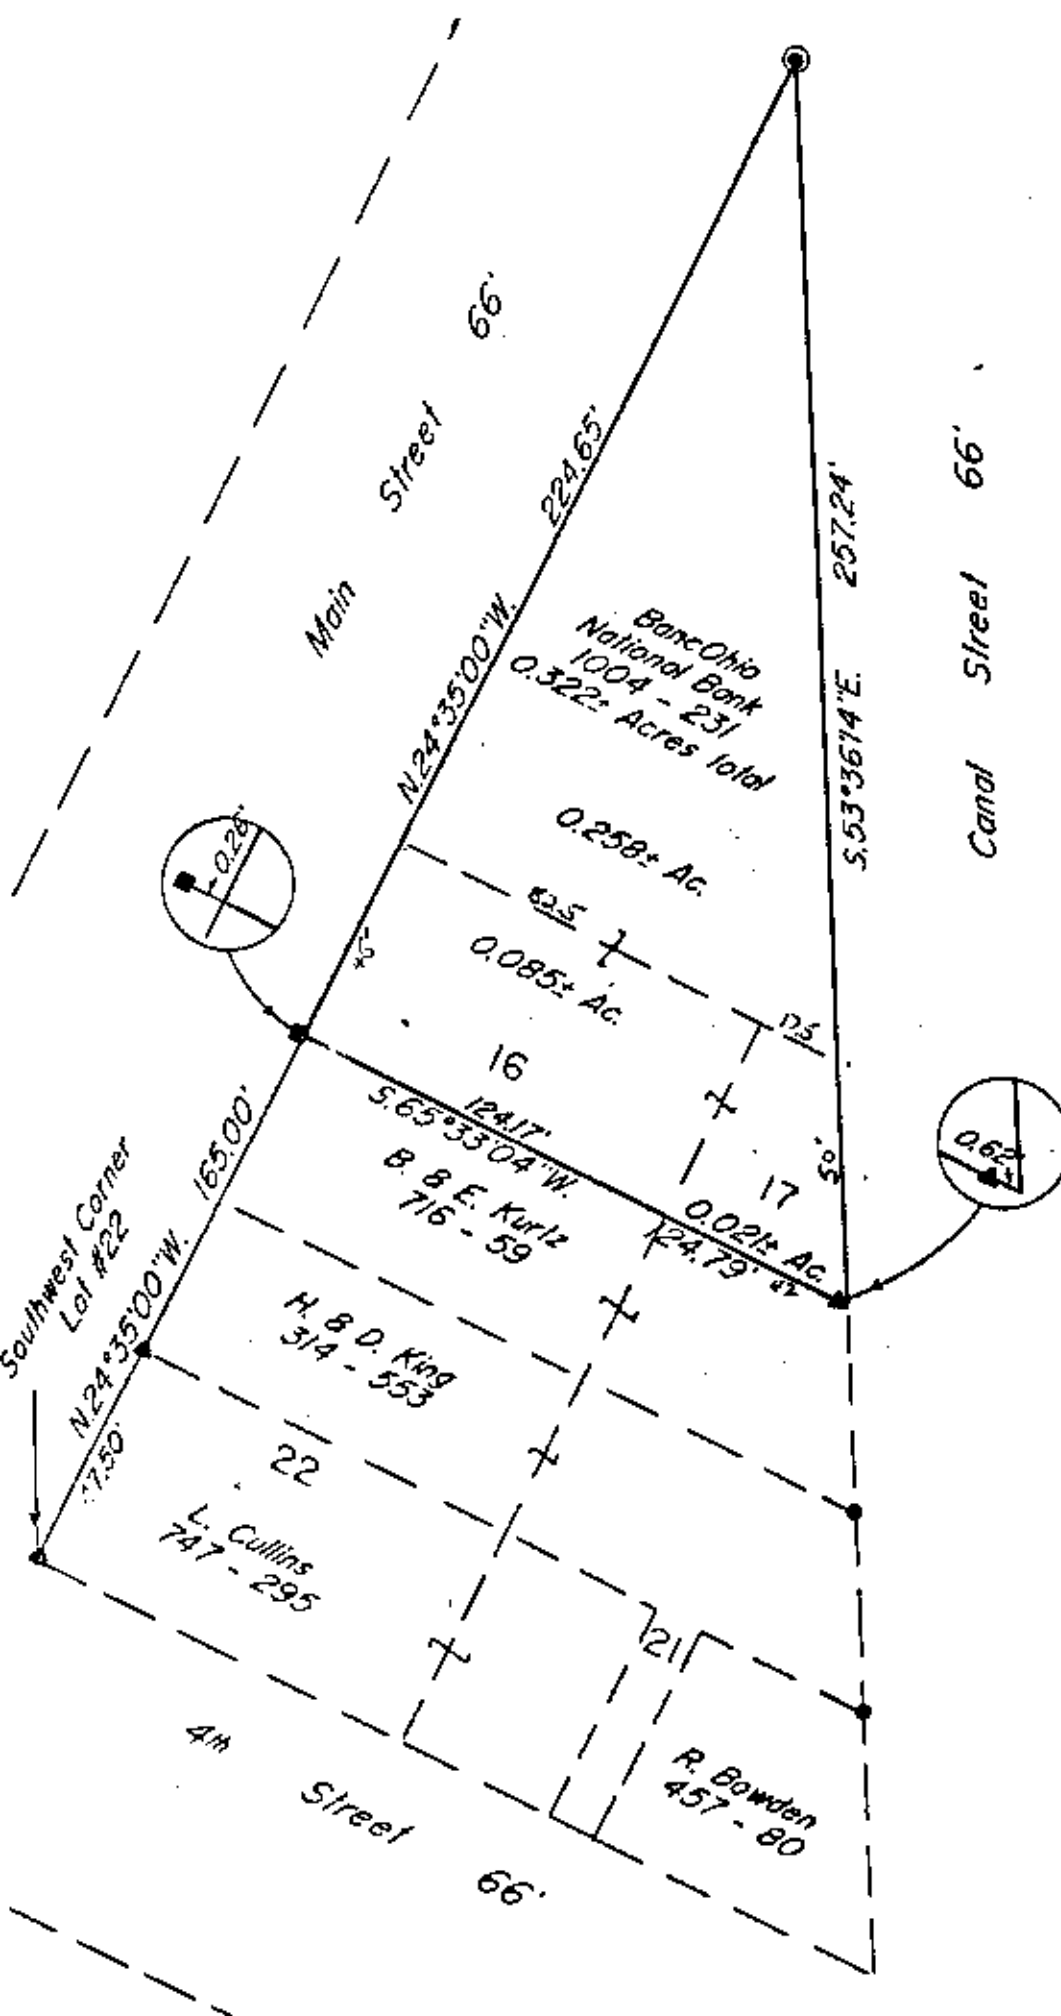 Main Street 66'
224.65'
N.24°35'00"W.
257.24'
S.53°36'14"E.
Canal Street 66'
BancOhio
National Bank
1004 - 231
0.322± Acres Total
0.258± Ac.
82.5
0.26'
0.085± Ac.
17.5
16
124.17'
S.65°33'04"W.
0.62'
17
50'
0.021± Ac.
124.79'
42
165.00'
N.24°35'00"W.
Southwest Corner
Lot #22
B. & E. Kurtz
716 - 59
H. & D. King
314 - 553
22
L. Cullins
747 - 295
21
R. Bowden
457 - 80
4th Street 66'